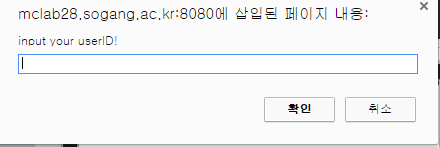 mclab28.sogang.ac.kr:8080에 삽입된 페이지 내용:
input your userID!
확인
취소